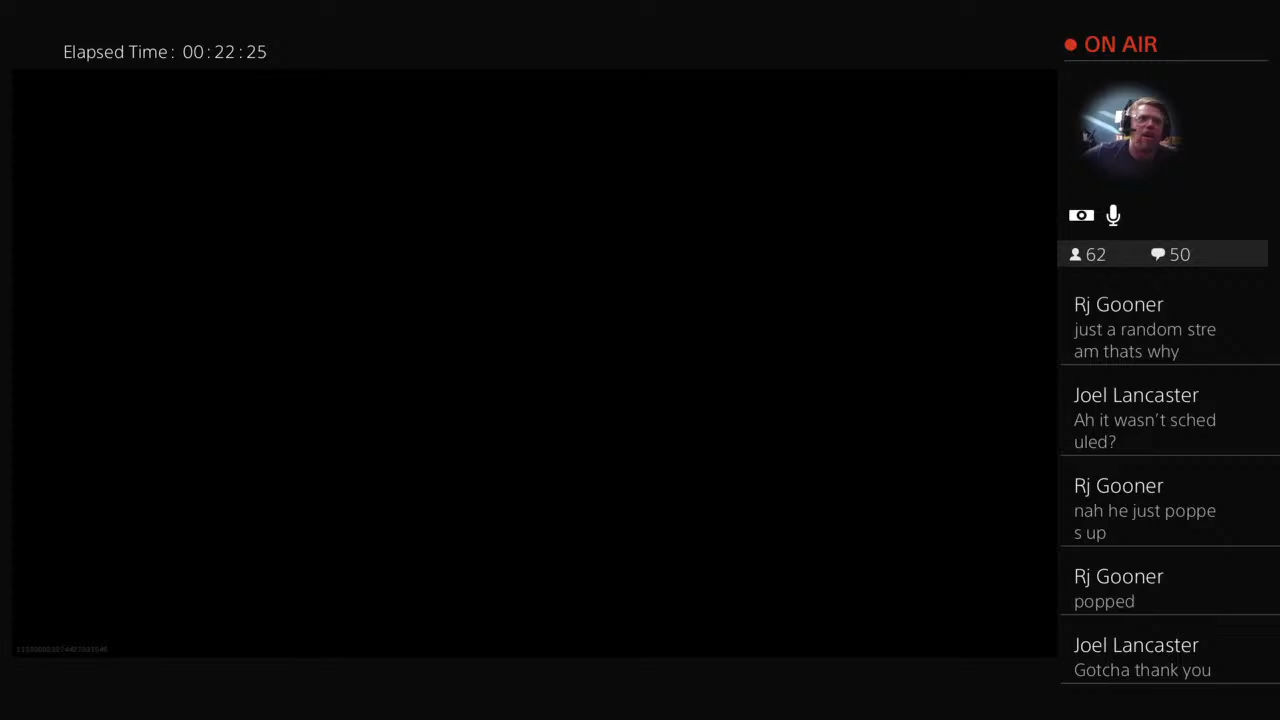 Elapsed Time: 00:22:25
ON AIR
62 50
Rj Gooner
just a random stre
am thats why
Joel Lancaster
Ah it wasn't sched
uled?
Rj Gooner
nah he just poppe
s up
Rj Gooner
popped
Joel Lancaster
Gotcha thank you